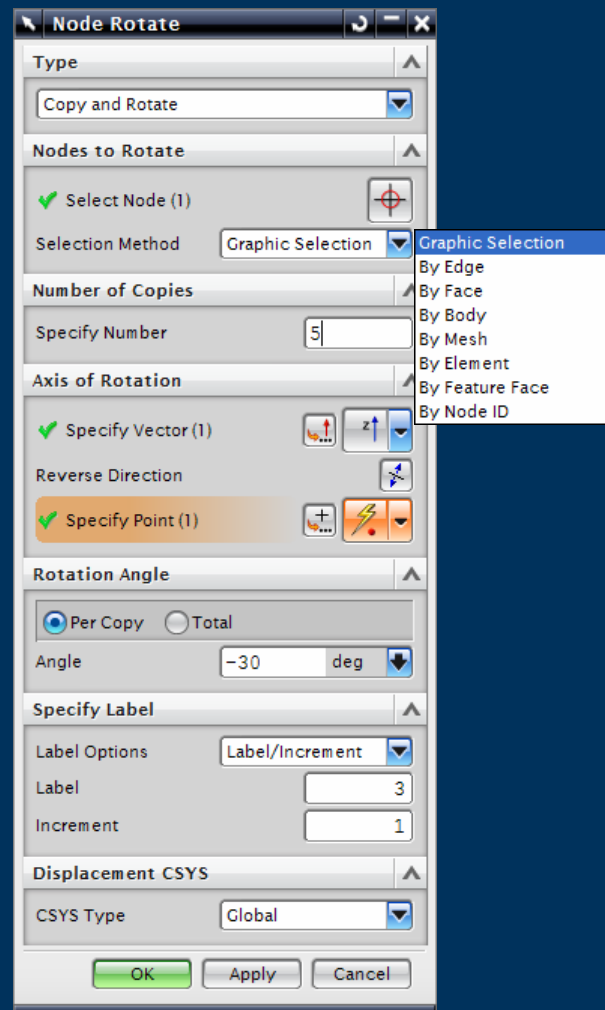 Node Rotate
Type
Copy and Rotate
Nodes to Rotate
Select Node (1)
Selection Method Graphic Selection
Graphic Selection
By Edge
By Face
By Body
By Mesh
By Element
By Feature Face
By Node ID
Number of Copies
Specify Number 5
Axis of Rotation
Specify Vector (1) z
Reverse Direction
Specify Point (1)
Rotation Angle
Per Copy Total
Angle -30 deg
Specify Label
Label Options Label/Increment
Label 3
Increment 1
Displacement CSYS
CSYS Type Global
OK Apply Cancel